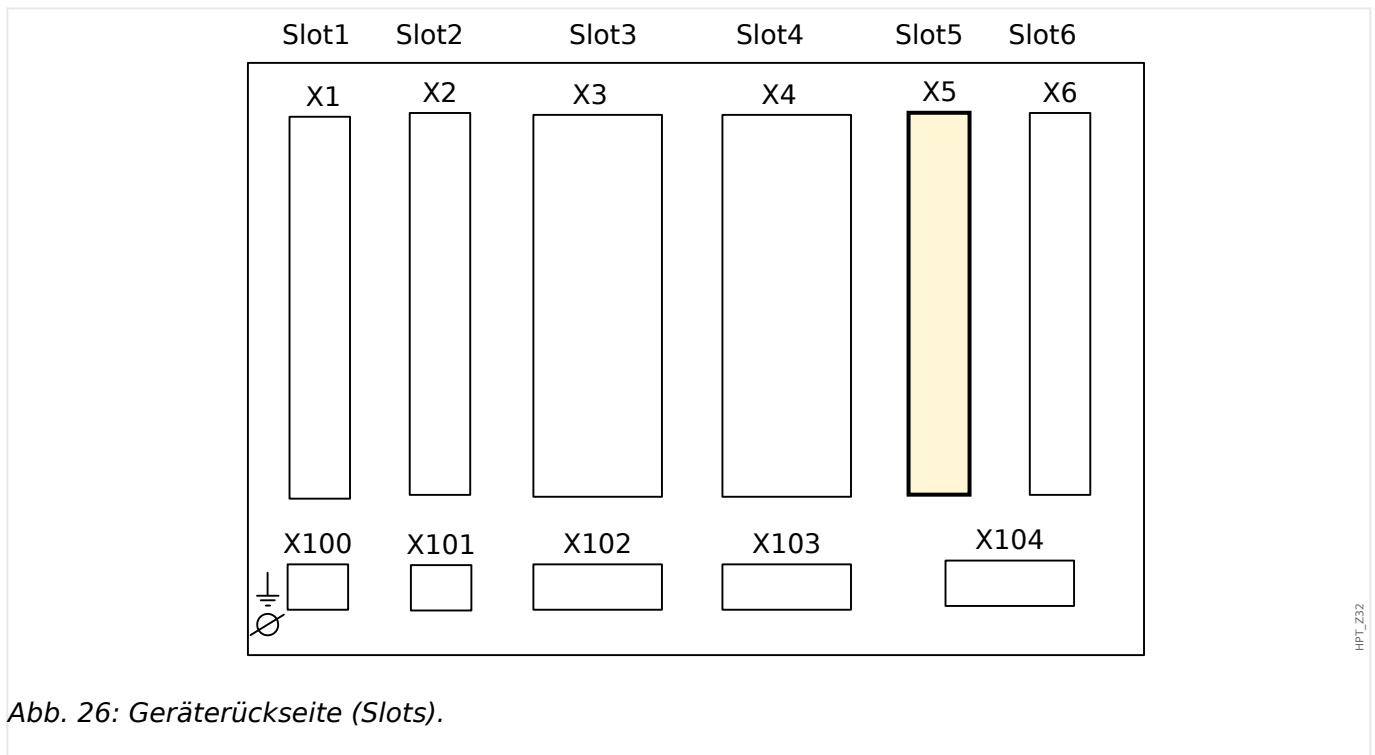 Slot1 Slot2 Slot3 Slot4 Slot5 Slot6
X1 X2 X3 X4 X5 X6
X100 X101 X102 X103 X104
HPT_Z32
Abb. 26: Geräterückseite (Slots).